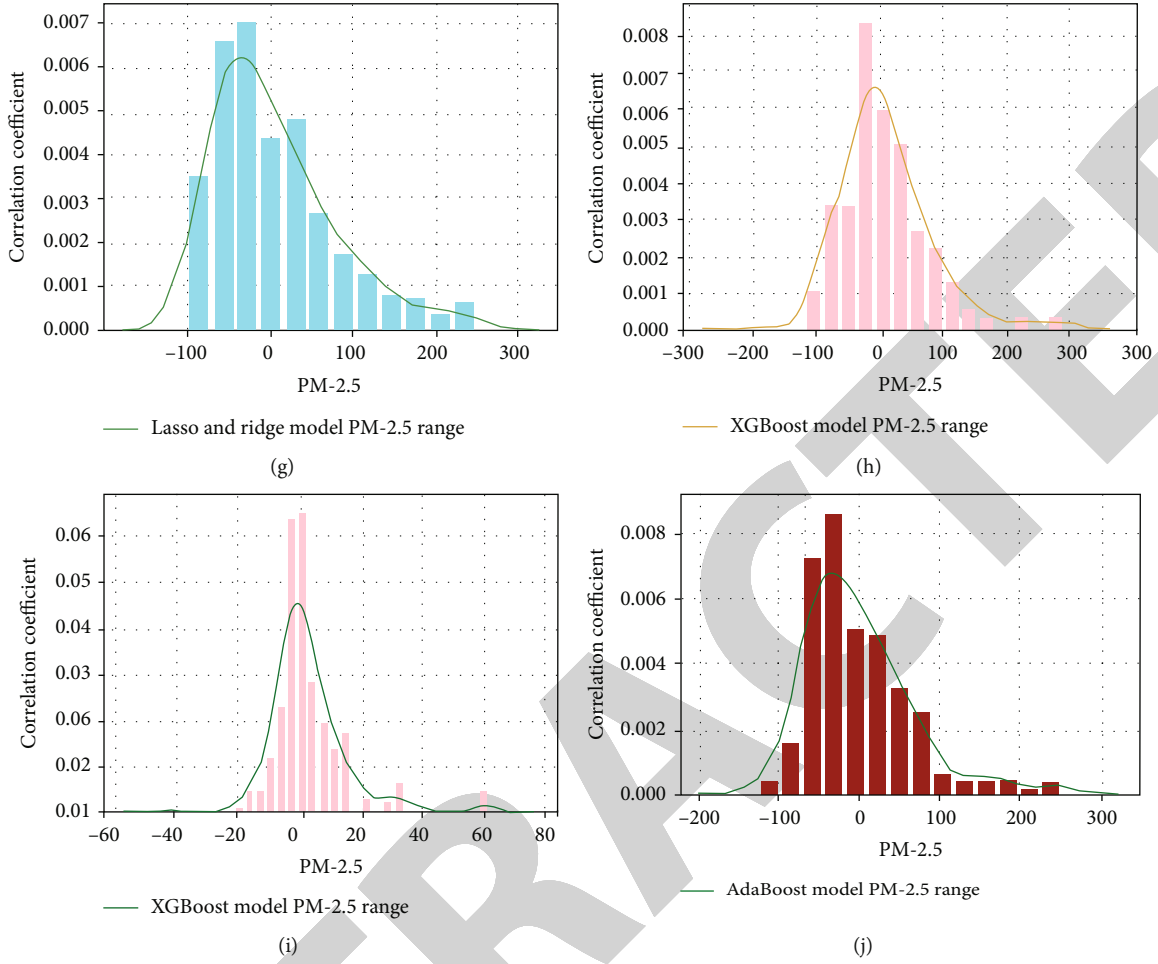 0.007
0.006
0.005
0.004
0.003
0.002
0.001
0.000
Correlation coefficient
−100 0 100 200 300
PM-2.5
Lasso and ridge model PM-2.5 range
(g)
0.008
0.007
0.006
0.005
0.004
0.003
0.002
0.001
0.000
Correlation coefficient
−300 −200 −100 0 100 200 300 300
PM-2.5
XGBoost model PM-2.5 range
(h)
0.06
0.05
0.04
0.03
0.06
0.02
0.01
Correlation coefficient
−60 −40 −20 0 20 40 60 80
PM-2.5
XGBoost model PM-2.5 range
(i)
0.008
0.006
0.004
0.002
0.000
Correlation coefficient
−200 −100 0 100 200 300
PM-2.5
AdaBoost model PM-2.5 range
(j)
RACTE